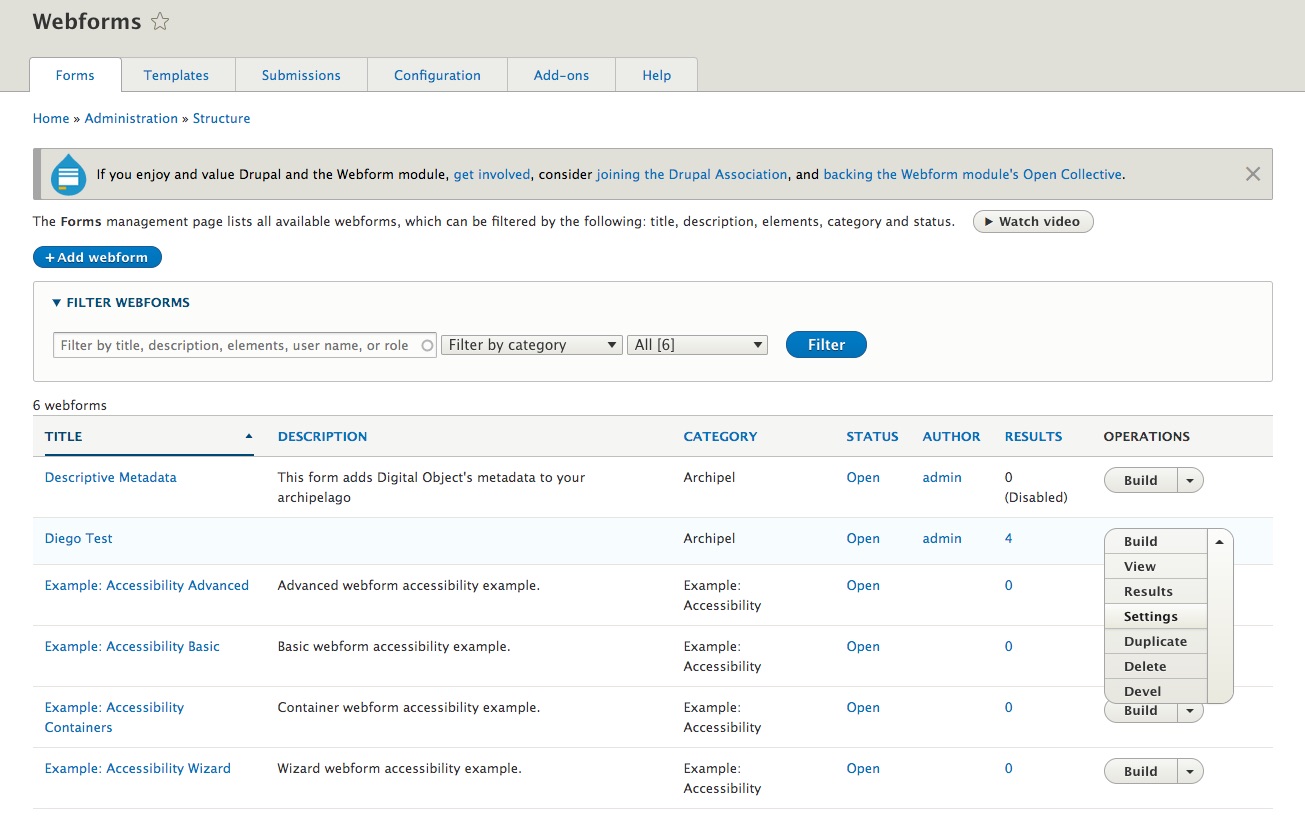 Webforms
Forms Templates Submissions Configuration Add-ons Help
Home » Administration » Structure
If you enjoy and value Drupal and the Webform module, get involved, consider joining the Drupal Association, and backing the Webform module's Open Collective.
The Forms management page lists all available webforms, which can be filtered by the following: title, description, elements, category and status. Watch video
+ Add webform
FILTER WEBFORMS
Filter by title, description, elements, user name, or role Filter by category All [6] Filter
6 webforms
TITLE DESCRIPTION CATEGORY STATUS AUTHOR RESULTS OPERATIONS
Descriptive Metadata This form adds Digital Object's metadata to your Archipel Open admin 0 Build
archipelago (Disabled)
Diego Test Archipel Open admin 4 Build
View
Example: Accessibility Advanced Advanced webform accessibility example. Example: Open 0 Results
Accessibility
Settings
Example: Accessibility Basic Basic webform accessibility example. Example: Open 0 Duplicate
Accessibility Delete
Devel
Example: Accessibility Container webform accessibility example. Example: Open 0 Build
Containers Accessibility
Example: Accessibility Wizard Wizard webform accessibility example. Example: Open 0 Build
Accessibility